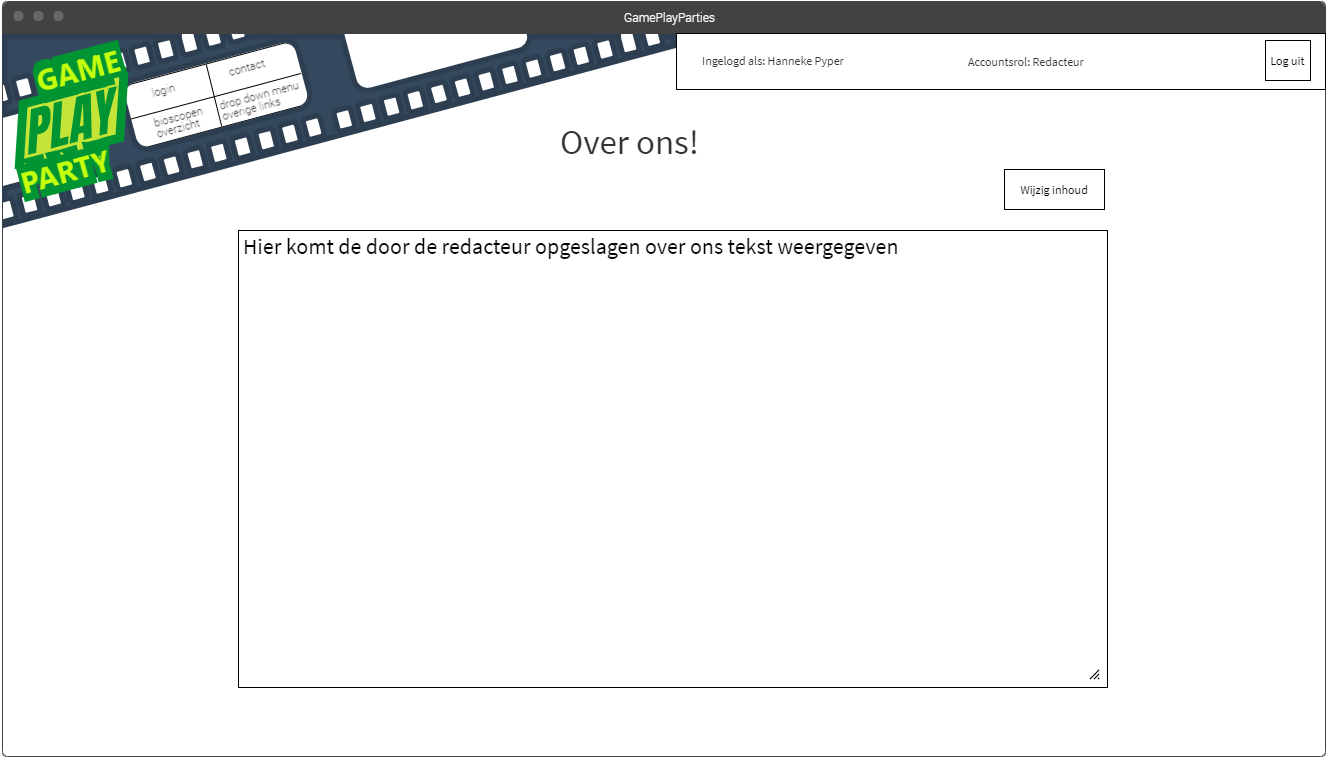 GamePlayParties
GAME
PLAY
PARTY
login
contact
bioscopen
overzicht
drop down menu
overige links
Ingelogd als: Hanneke Pyper
Accountsrol: Redacteur
Log uit
Over ons!
Wijzig inhoud
Hier komt de door de redacteur opgeslagen over ons tekst weergegeven